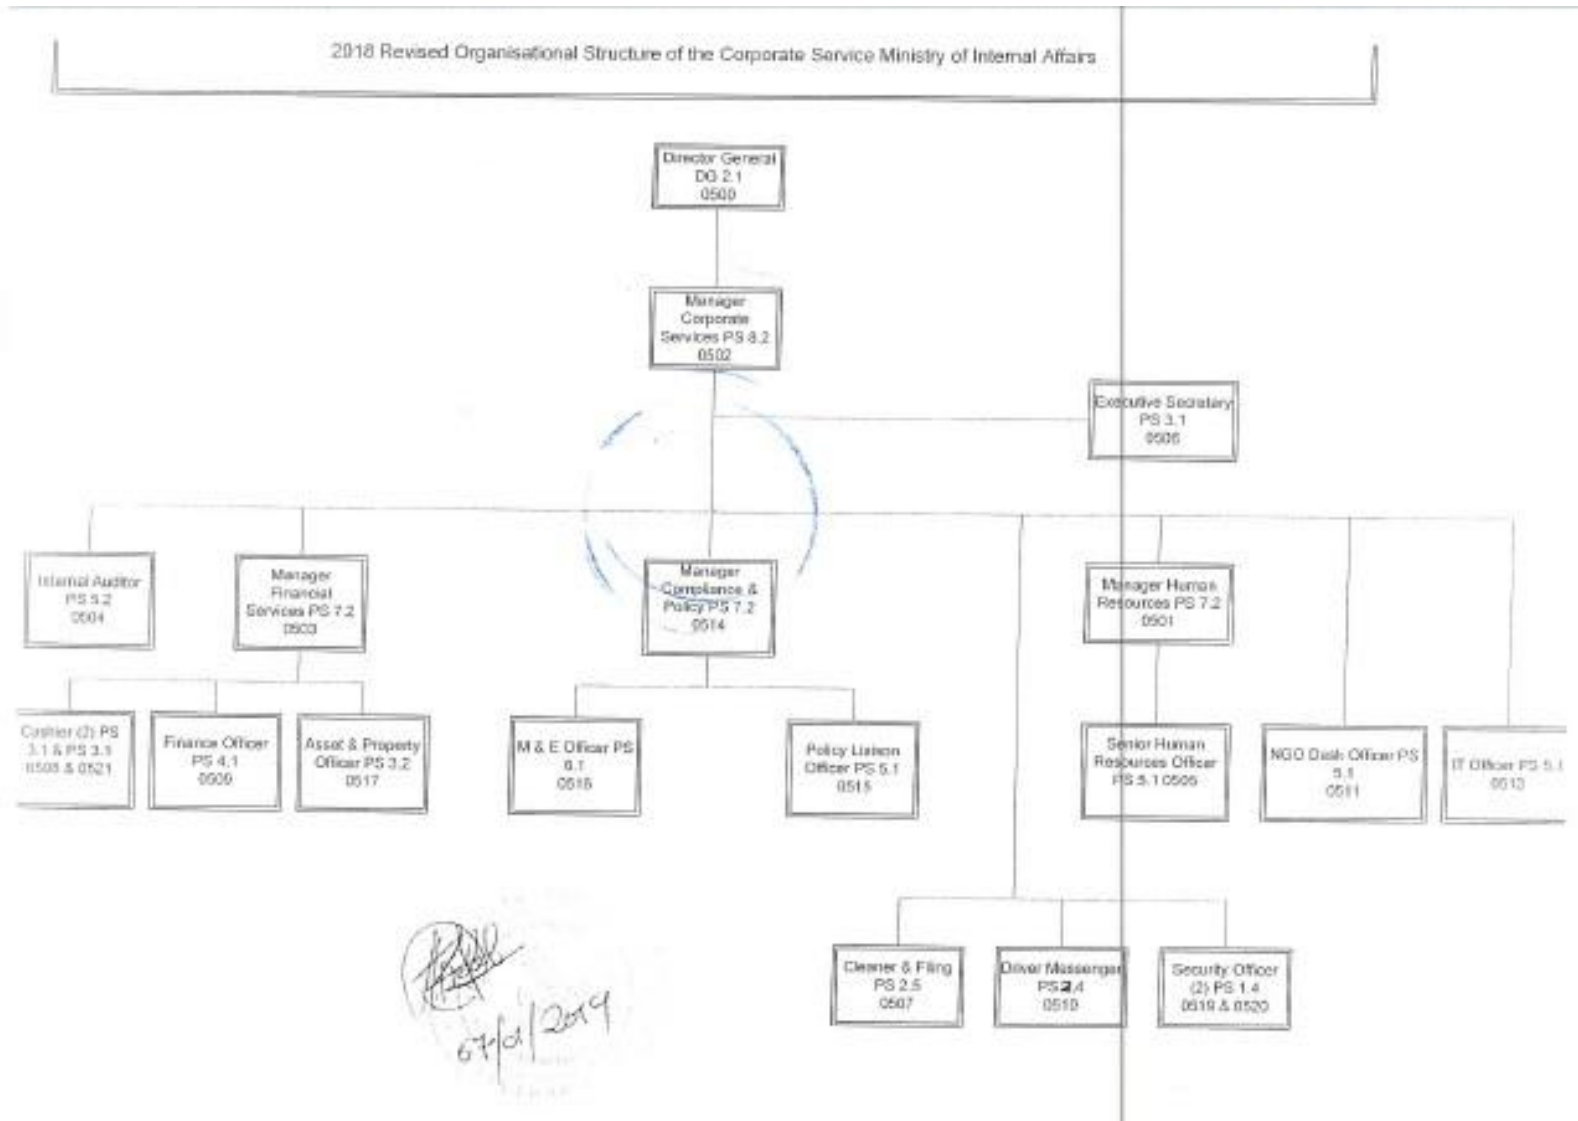 2018 Revised Organisational Structure of the Corporate Service Ministry of Internal Affairs
Director General
DG 2.1
0500
Manager
Corporate
Services PS 8.2
0502
Executive Secretary
PS 3.1
0506
Internal Auditor
PS 5.2
0504
Manager
Financial
Services PS 7.2
0503
Manager
Compliance &
Policy PS 7.2
0514
Manager Human
Resources PS 7.2
0501
Cashier (2) PS
3.1 & PS 3.1
0508 & 0521
Finance Officer
PS 4.1
0509
Asset & Property
Officer PS 3.2
0517
M & E Officer PS
6.1
0516
Policy Liaison
Officer PS 5.1
0515
Senior Human
Resources Officer
PS 5.1 0505
NGO Desk Officer PS
5.1
0511
IT Officer PS 5.1
0513
Cleaner & Filing
PS 2.5
0507
Driver Messenger
PS 2.4
0510
Security Officer
(2) PS 1.4
0519 & 0520